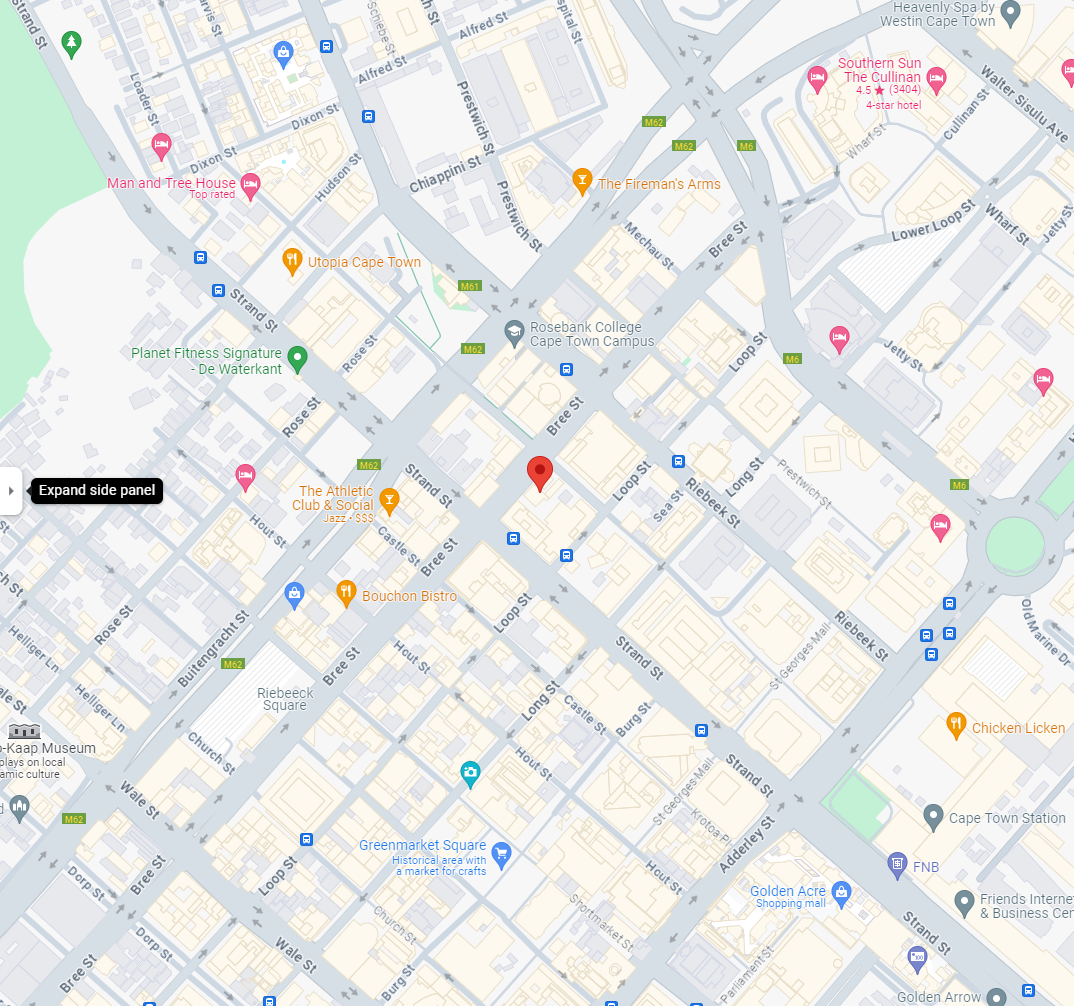 Heavenly Spa by
Westin Cape Town
Strand St
Jarvis St
Schiebe St
Alfred St
Hospital St
Southern Sun
The Cullinan
4.5 ★ (3404)
4-star hotel
Walter Sisulu Ave
Alfred St
Loader St
Prestwich St
Cullinan St
Dixon St
M62
Wharf St
Dixon St
M62
M6
Chiappini St
Hudson St
Man and Tree House
Top rated
The Fireman's Arms
Prestwich St
Mechau St
Bree St
Lower Loop St
Wharf St
Jetty St
Utopia Cape Town
M61
Strand St
Rosebank College
Cape Town Campus
Rose St
M62
Planet Fitness Signature
- De Waterkant
Loop St
M6
Jetty St
Rose St
Bree St
M62
Expand side panel
Strand St
Loop St
Long St
Prestwich St
M6
The Athletic
Club & Social
Jazz · $$$
Sea St
Riebeek St
Hout St
Castle St
Bree St
Bouchon Bistro
Rose St
Loop St
Old Marine Dr
Helliger Ln
Buitengracht St
Hout St
Strand St
St Georges Mall
Riebeek St
M62
Bree St
Riebeeck
Square
Helliger Ln
Long St
Castle St
Burg St
Chicken Licken
o-Kaap Museum
plays on local
amic culture
Church St
Hout St
Strand St
St Georges Mall
Wale St
M62
Krotoa Pl
Adderley St
Cape Town Station
Greenmarket Square
Historical area with
a market for crafts
FNB
Hout St
Bree St
Loop St
Dorp St
Golden Acre
Shopping mall
Friends Internet
& Business Cen
Church St
Shortmarket St
Strand St
Dorp St
Wale St
Bree St
Burg St
Parliament St
Golden Arrow